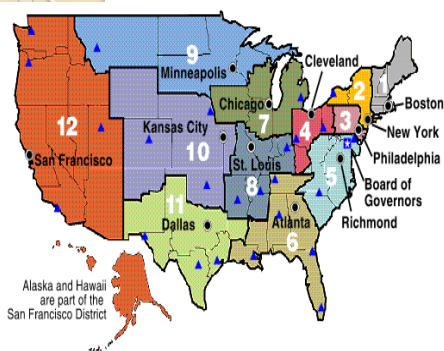 Cleveland
9
Minneapolis
2
1
Boston
Chicago
3
12
7
4
New York
Kansas City
Philadelphia
10
San Francisco
St. Louis
Board of
Governors
5
8
11
Richmond
Dallas
Atlanta
6
Alaska and Hawaii
are part of the
San Francisco District